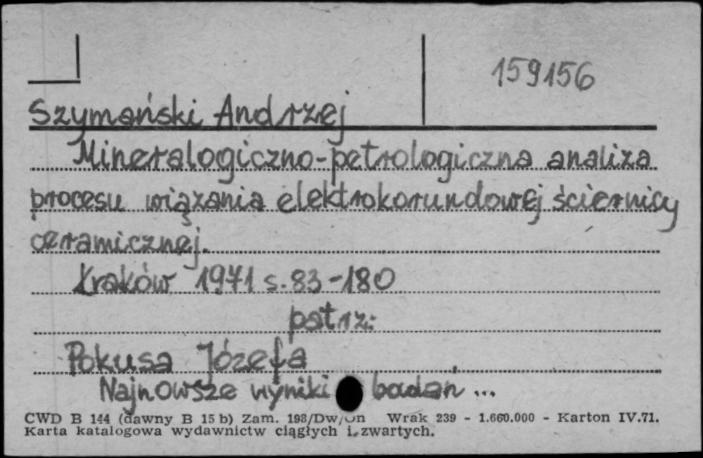 159156
Szymański Andrzej
Mineralogiczno-petrologiczna analiza
procesu wiązania elektrokorundowej ściernicy
ceramicznej.
Kraków 1971 s. 83-180
patrz:
Pokusa Józefa
Najnowsze wyniki badań ...
CWD B 144 (dawny B 15 b) Zam. 198/Dw/Un Wrak 239 - 1.660.000 - Karton IV.71.
Karta katalogowa wydawnictw ciągłych i zwartych.